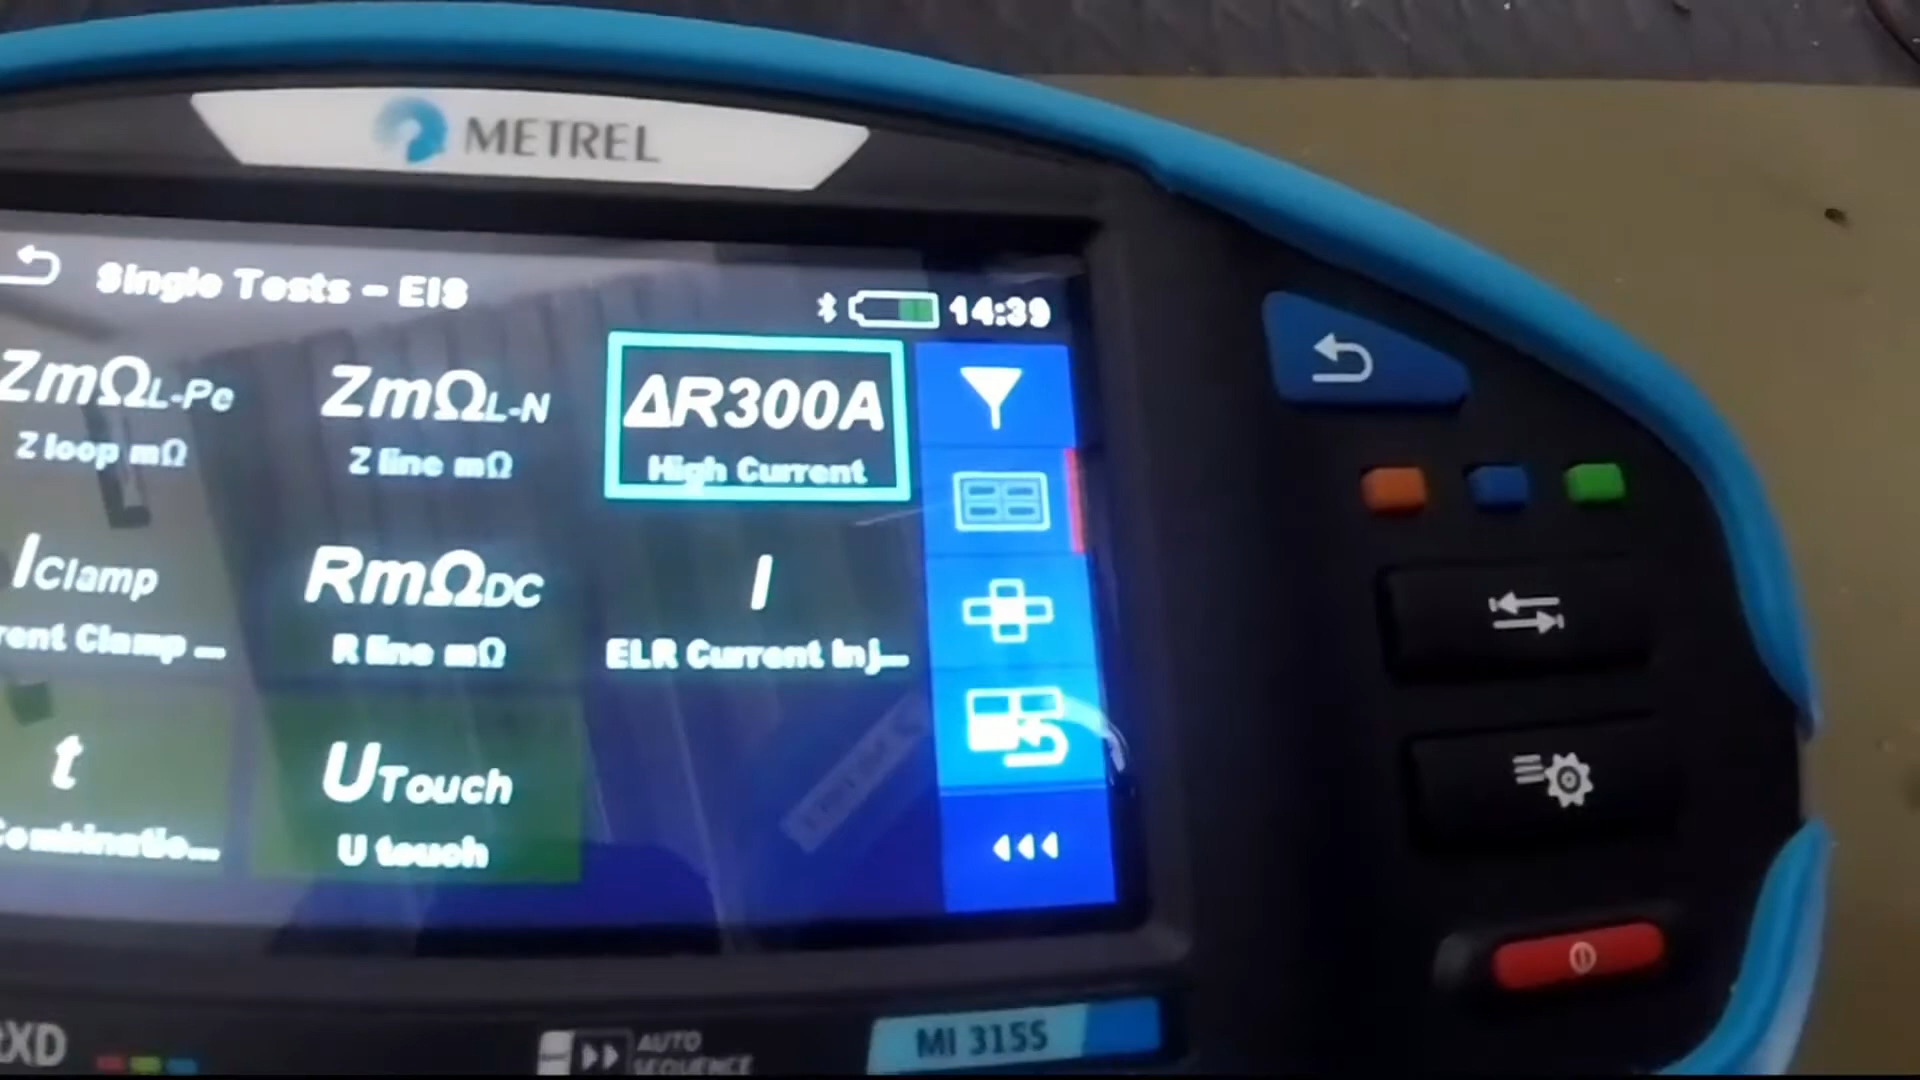 METREL
Single Tests - EIS
14:39
ZmΩL-Pe
ZmΩL-N
ΔR300A
Z loop mΩ
Z line mΩ
High Current
IClamp
RmΩDC
I
rent Clamp ...
R line mΩ
ELR Current Inj...
t
UTouch
Combinatio...
U touch
XD
AUTO
SEQUENCE
MI 3155